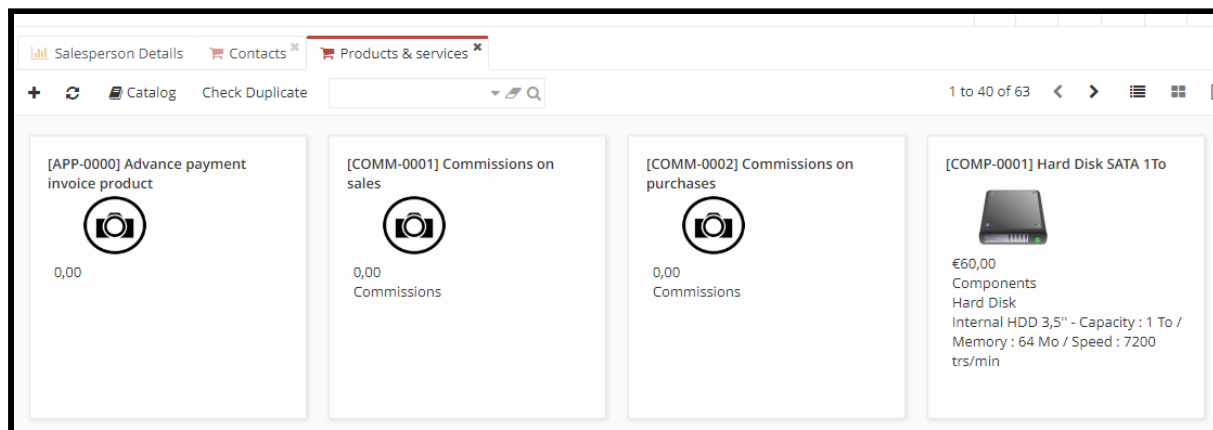 Salesperson Details Contacts Products & services
Catalog Check Duplicate 1 to 40 of 63
[APP-0000] Advance payment
invoice product
0,00
[COMM-0001] Commissions on
sales
0,00
Commissions
[COMM-0002] Commissions on
purchases
0,00
Commissions
[COMP-0001] Hard Disk SATA 1To
€60,00
Components
Hard Disk
Internal HDD 3,5'' - Capacity : 1 To /
Memory : 64 Mo / Speed : 7200
trs/min